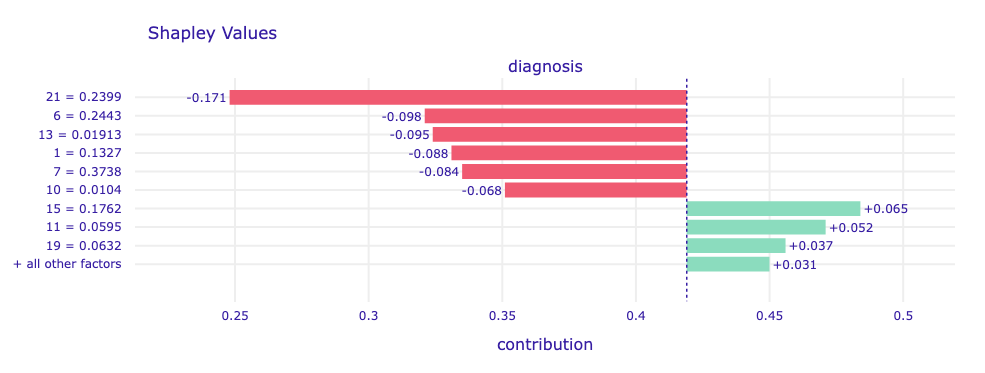 Shapley Values
diagnosis
21 = 0.2399
-0.171
6 = 0.2443
-0.098
13 = 0.01913
-0.095
1 = 0.1327
-0.088
7 = 0.3738
-0.084
10 = 0.0104
-0.068
15 = 0.1762
+0.065
11 = 0.0595
+0.052
19 = 0.0632
+0.037
+ all other factors
+0.031
0.25 0.3 0.35 0.4 0.45 0.5
contribution